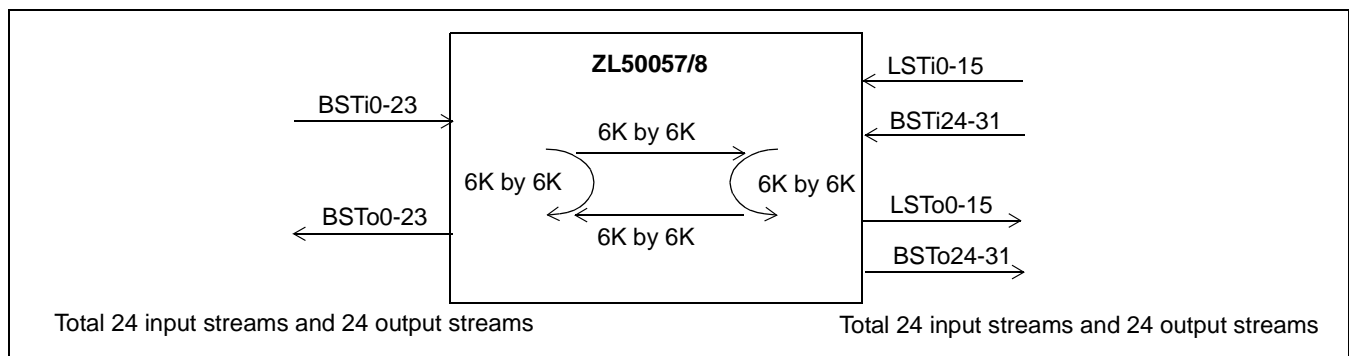 ZL50057/8
BSTi0-23
LSTi0-15
BSTi24-31
6K by 6K
6K by 6K
6K by 6K
6K by 6K
BSTo0-23
LSTo0-15
BSTo24-31
Total 24 input streams and 24 output streams
Total 24 input streams and 24 output streams